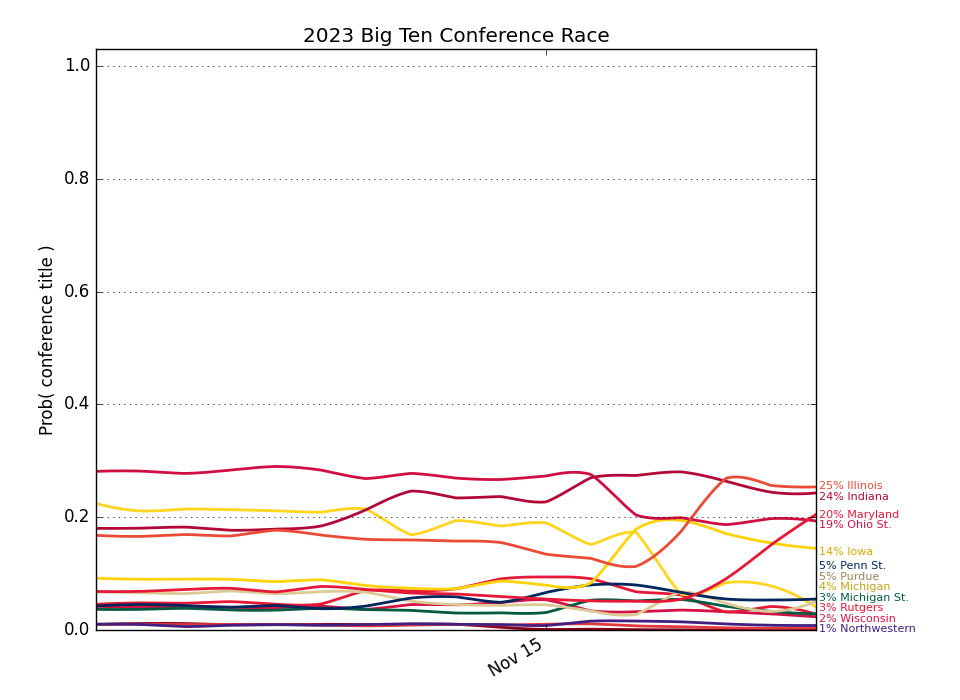 2023 Big Ten Conference Race
Prob( conference title )
1.0
0.8
0.6
0.4
0.2
0.0
Nov 15
25% Illinois
24% Indiana
20% Maryland
19% Ohio St.
14% Iowa
5% Penn St.
5% Purdue
4% Michigan
3% Michigan St.
3% Rutgers
2% Wisconsin
1% Northwestern